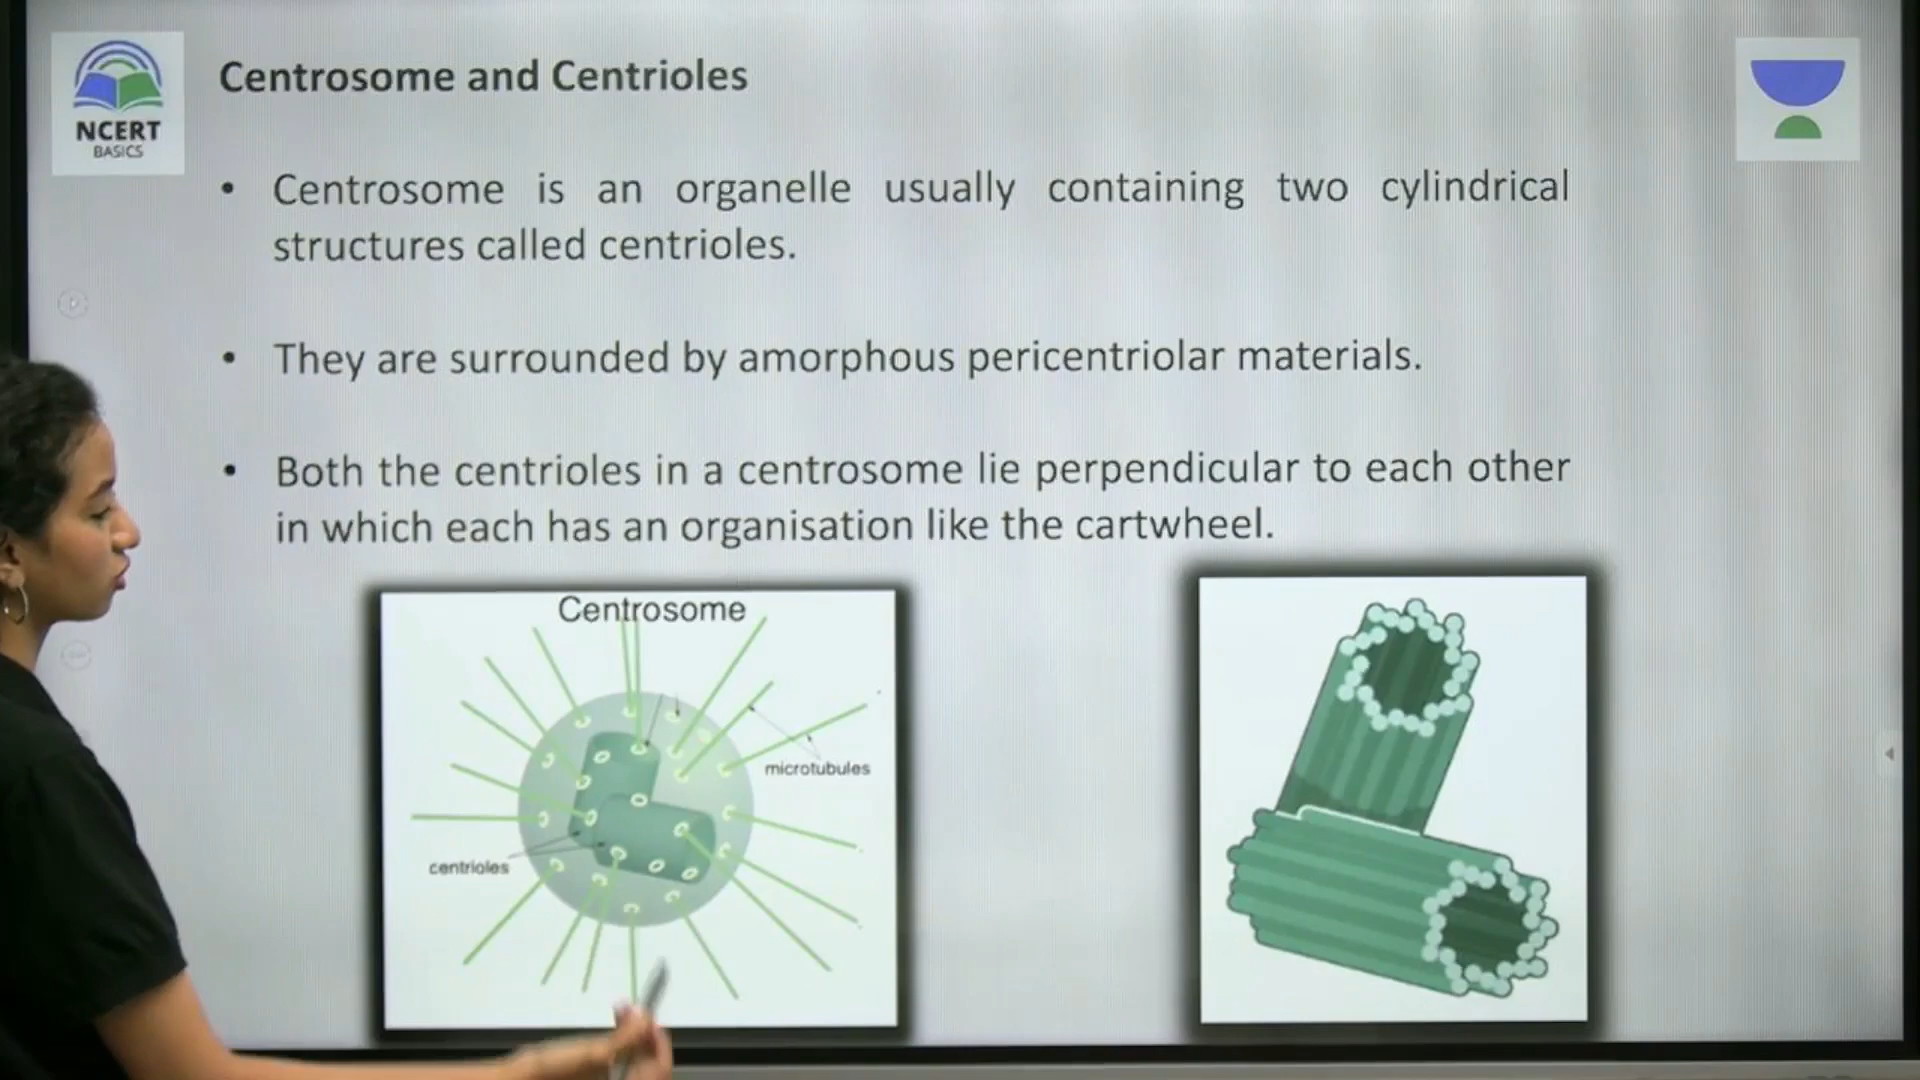 NCERT
BASICS
Centrosome and Centrioles
• Centrosome is an organelle usually containing two cylindrical
structures called centrioles.
• They are surrounded by amorphous pericentriolar materials.
• Both the centrioles in a centrosome lie perpendicular to each other
in which each has an organisation like the cartwheel.
Centrosome
microtubules
centrioles